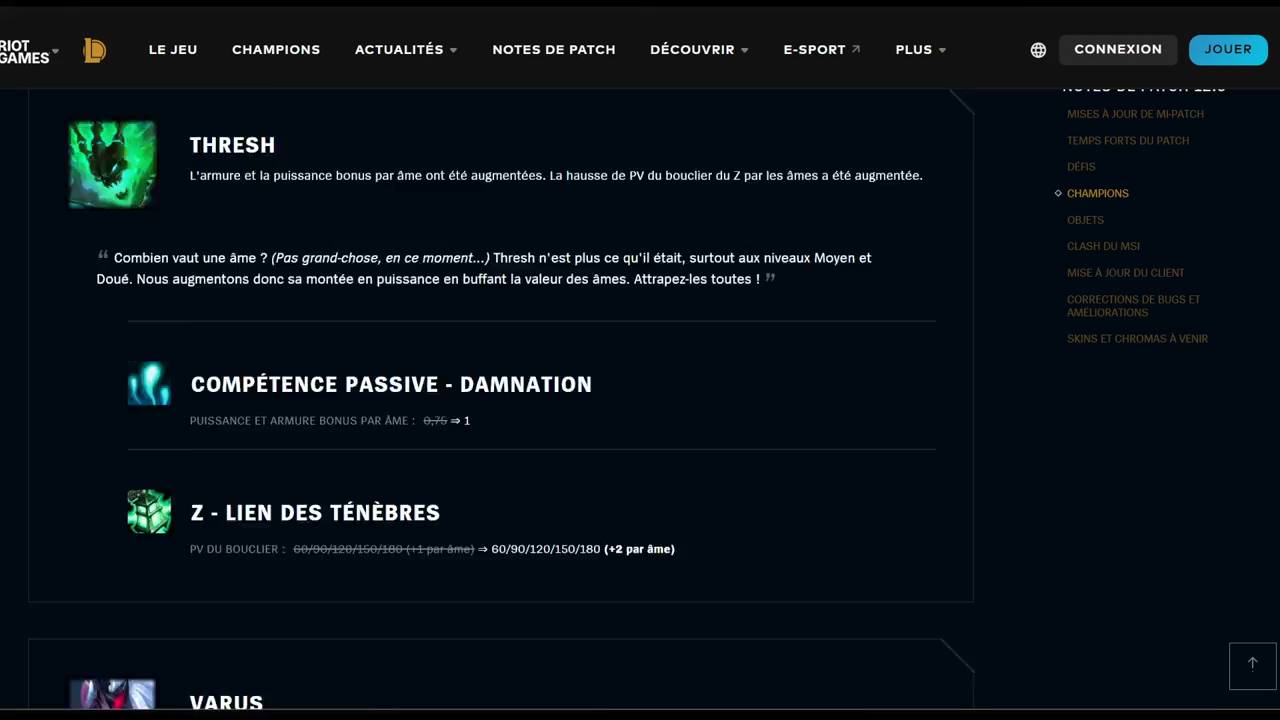 RIOT
GAMES
LE JEU
CHAMPIONS
ACTUALITÉS
NOTES DE PATCH
DÉCOUVRIR
E-SPORT
PLUS
CONNEXION
JOUER
THRESH
L'armure et la puissance bonus par âme ont été augmentées. La hausse de PV du bouclier du Z par les âmes a été augmentée.
“ Combien vaut une âme ? (Pas grand-chose, en ce moment...) Thresh n'est plus ce qu'il était, surtout aux niveaux Moyen et
Doué. Nous augmentons donc sa montée en puissance en buffant la valeur des âmes. Attrapez-les toutes ! ”
COMPÉTENCE PASSIVE - DAMNATION
PUISSANCE ET ARMURE BONUS PAR ÂME : 0,75 ⇒ 1
Z - LIEN DES TÉNÈBRES
PV DU BOUCLIER : 60/90/120/150/180 (+1 par âme) ⇒ 60/90/120/150/180 (+2 par âme)
VARUS
NOTES DE PATCH
MISES À JOUR DE MI-PATCH
TEMPS FORTS DU PATCH
DÉFIS
CHAMPIONS
OBJETS
CLASH DU MSI
MISE À JOUR DU CLIENT
CORRECTIONS DE BUGS ET
AMÉLIORATIONS
SKINS ET CHROMAS À VENIR